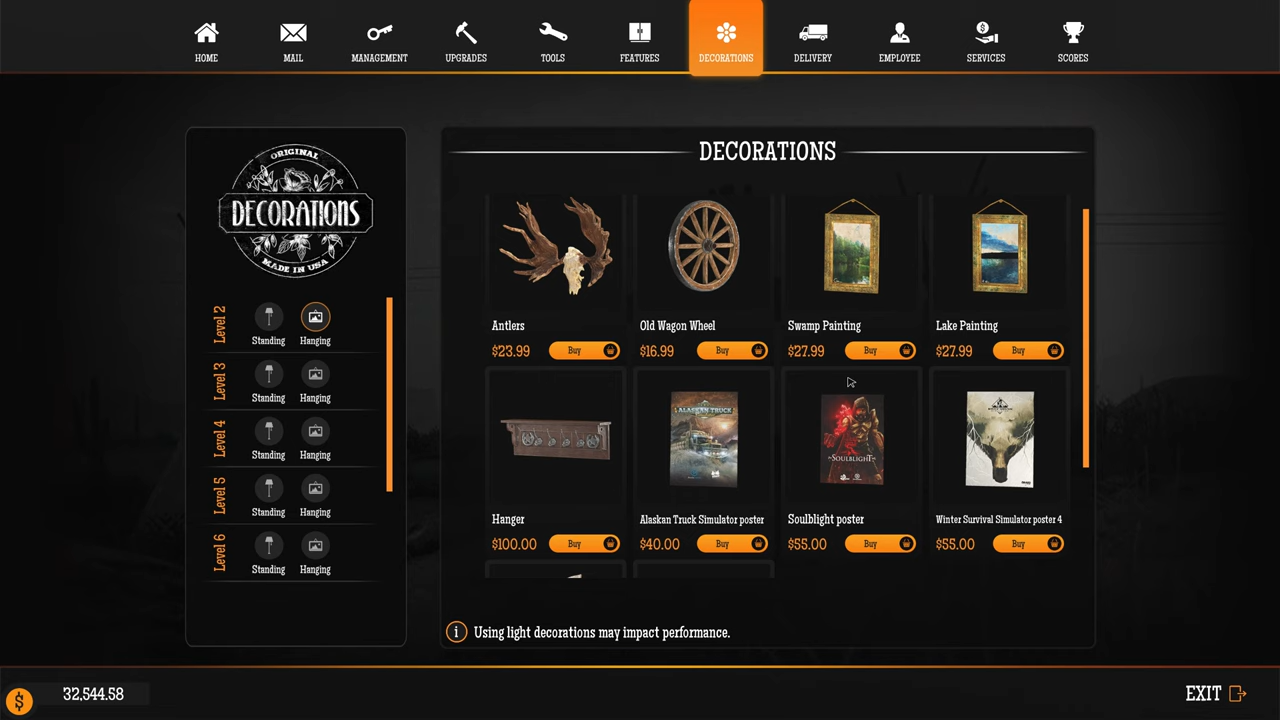 HOME
MAIL
MANAGEMENT
UPGRADES
TOOLS
FEATURES
DECORATIONS
DELIVERY
EMPLOYEE
SERVICES
SCORES
ORIGINAL
DECORATIONS
MADE IN USA
Level 2
Standing
Hanging
Level 3
Standing
Hanging
Level 4
Standing
Hanging
Level 5
Standing
Hanging
Level 6
Standing
Hanging
DECORATIONS
Antlers
$23.99
Buy
Old Wagon Wheel
$16.99
Buy
Swamp Painting
$27.99
Buy
Lake Painting
$27.99
Buy
ALASKAN TRUCK
SOULBLIGHT
Hanger
$100.00
Buy
Alaskan Truck Simulator poster
$40.00
Buy
Soulblight poster
$55.00
Buy
Winter Survival Simulator poster 4
$55.00
Buy
i Using light decorations may impact performance.
$ 32,544.58
EXIT